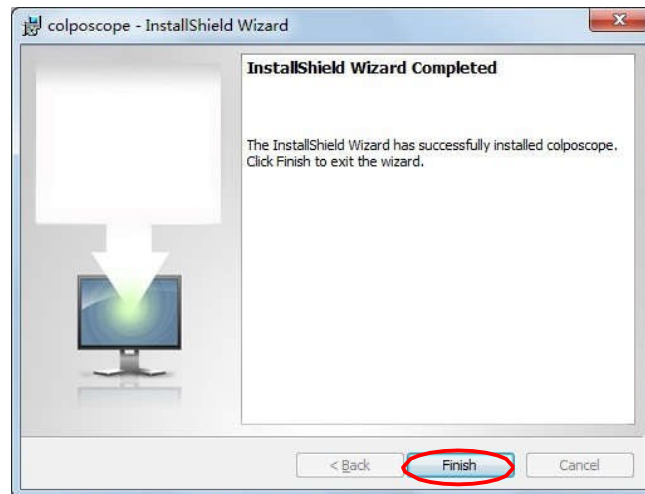 colposcope - InstallShield Wizard
InstallShield Wizard Completed
The InstallShield Wizard has successfully installed colposcope.
Click Finish to exit the wizard.
< Back
Finish
Cancel